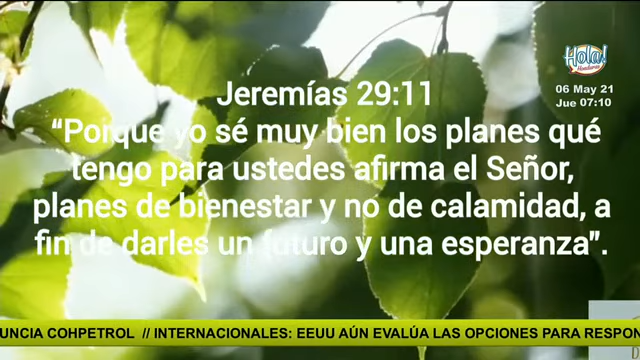 Hola!
Honduras
06 May 21
Jue 07:10
Jeremías 29:11
“Porque yo sé muy bien los planes qué
tengo para ustedes afirma el Señor,
planes de bienestar y no de calamidad, a
fin de darles un futuro y una esperanza”.
UNCIA COHPETROL // INTERNACIONALES: EEUU AÚN EVALÚA LAS OPCIONES PARA RESPON